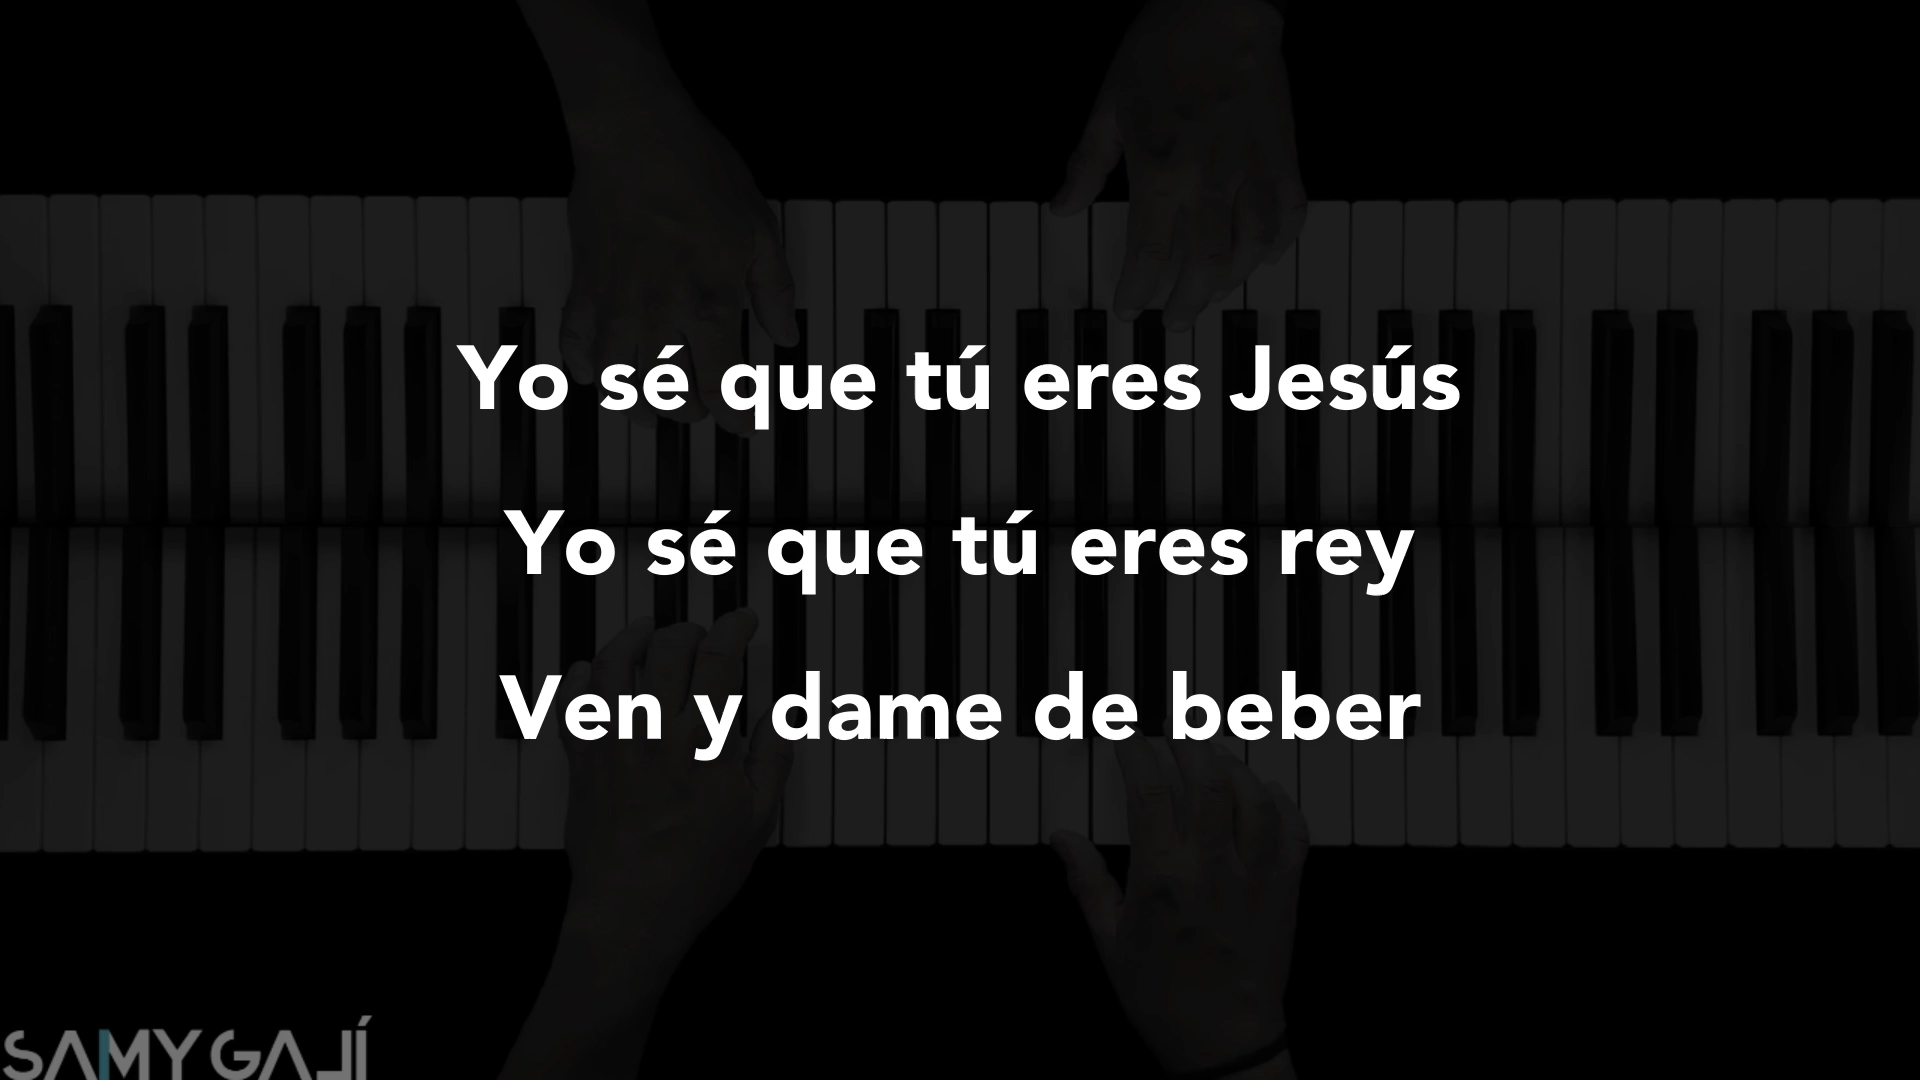 Yo sé que tú eres Jesús
Yo sé que tú eres rey
Ven y dame de beber
SAMY GAJÍ